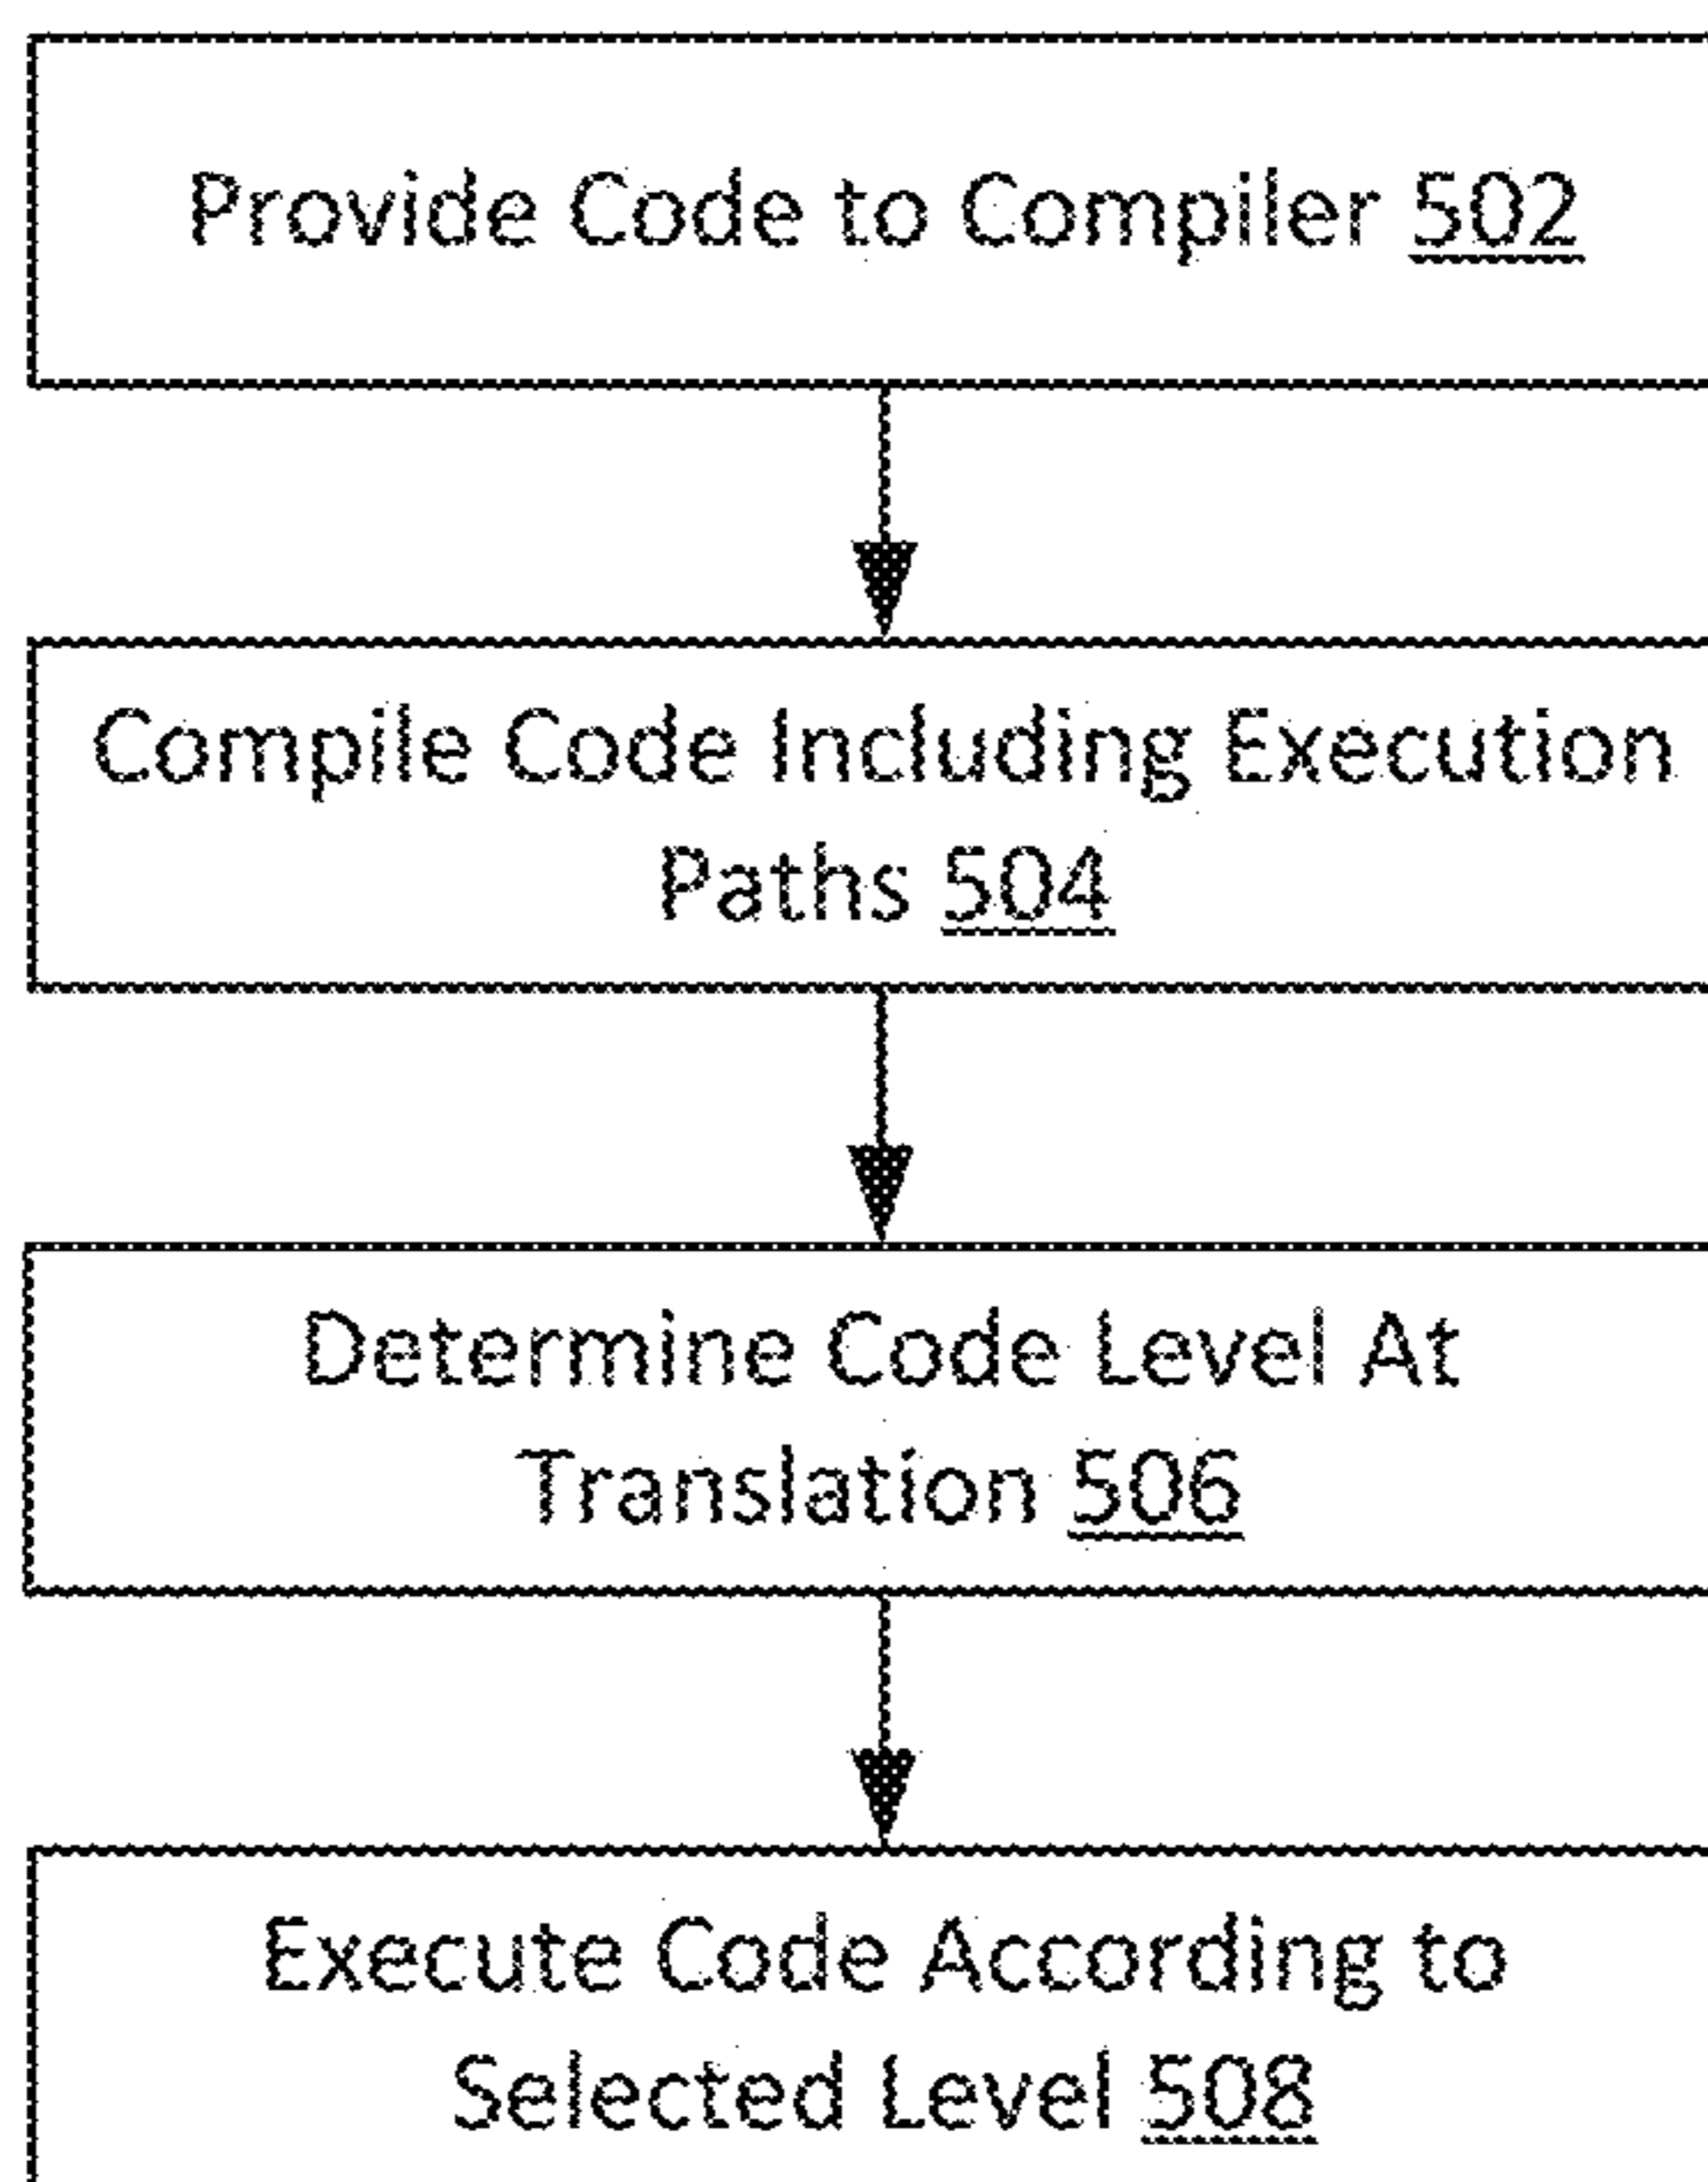 Provide Code to Compiler 502
Compile Code Including Execution
Paths 504
Determine Code Level At
Translation 506
Execute Code According to
Selected Level 508